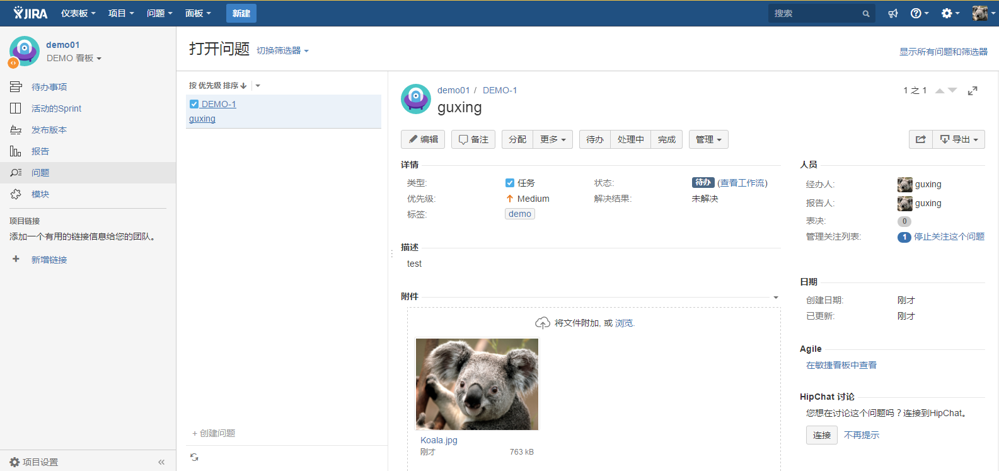 JIRA 仪表板 项目 问题 面板 新建 搜索
demo01
DEMO 看板
待办事项
活动的Sprint
发布版本
报告
问题
模块
项目链接
添加一个有用的链接信息给您的团队。
+ 新增链接
项目设置 «
打开问题 切换筛选器
显示所有问题和筛选器
按 优先级 排序
DEMO-1
guxing
+ 创建问题
demo01 / DEMO-1
guxing
1 之 1
编辑 备注 分配 更多 待办 处理中 完成 管理 导出
详情
类型: 任务 状态: 待办 (查看工作流)
优先级: Medium 解决结果: 未解决
标签: demo
描述
test
附件
将文件附加, 或 浏览.
Koala.jpg
刚才 763 kB
人员
经办人: guxing
报告人: guxing
表决: 0
管理关注列表: 1 停止关注这个问题
日期
创建日期: 刚才
已更新: 刚才
Agile
在敏捷看板中查看
HipChat 讨论
您想在讨论这个问题吗？连接到HipChat。
连接 不再提示